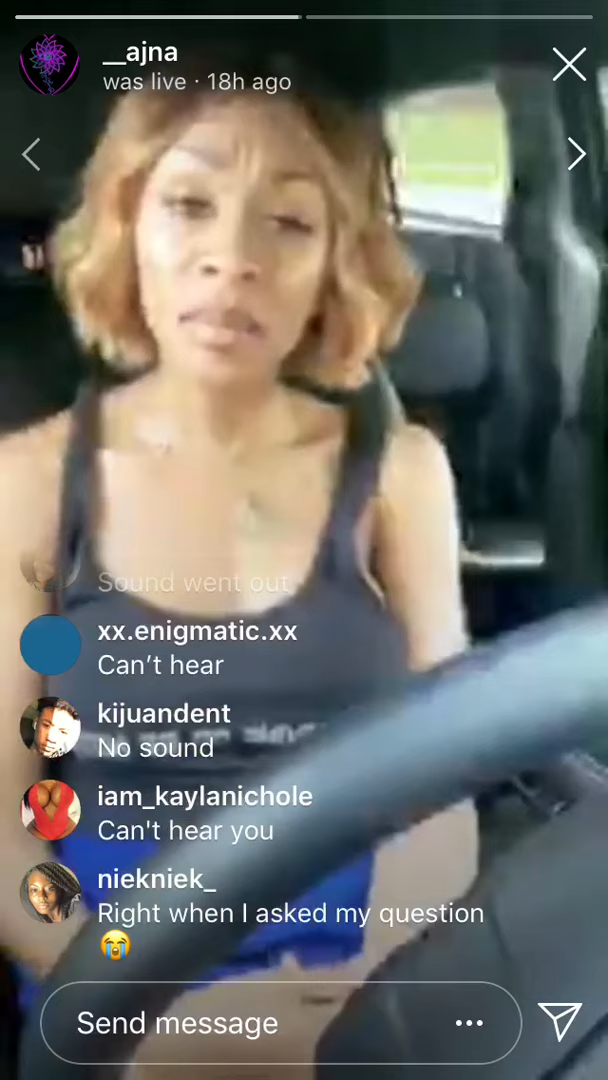 __ajna
was live · 18h ago
Sound went out
xx.enigmatic.xx
Can’t hear
kijuandent
No sound
iam_kaylanichole
Can't hear you
niekniek_
Right when I asked my question
😭
Send message